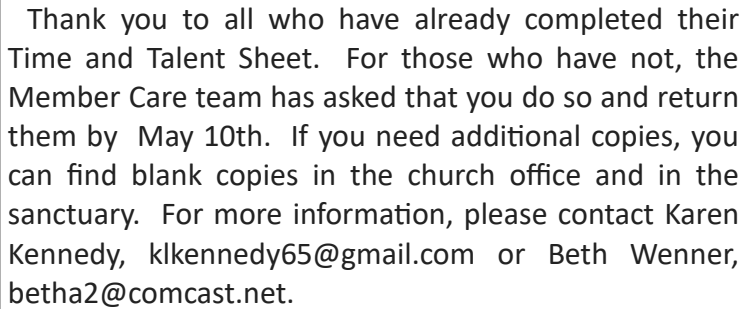 Thank you to all who have already completed their
Time and Talent Sheet.  For those who have not, the
Member Care team has asked that you do so and return
them by  May 10th.  If you need additional copies, you
can find blank copies in the church office and in the
sanctuary.  For more information, please contact Karen
Kennedy, klkennedy65@gmail.com or Beth Wenner,
betha2@comcast.net.